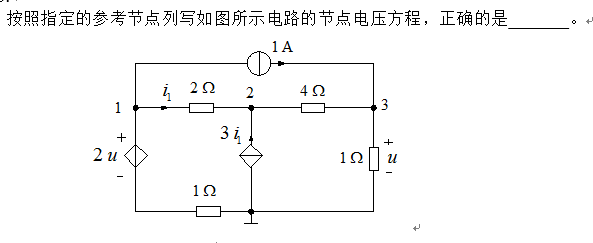 按照指定的参考节点列写如图所示电路的节点电压方程，正确的是______。↵
1 A
i₁ 2 Ω 2 4 Ω
1 3
+ 3 i₁ +
2 u 1 Ω u
− −
1 Ω
↵